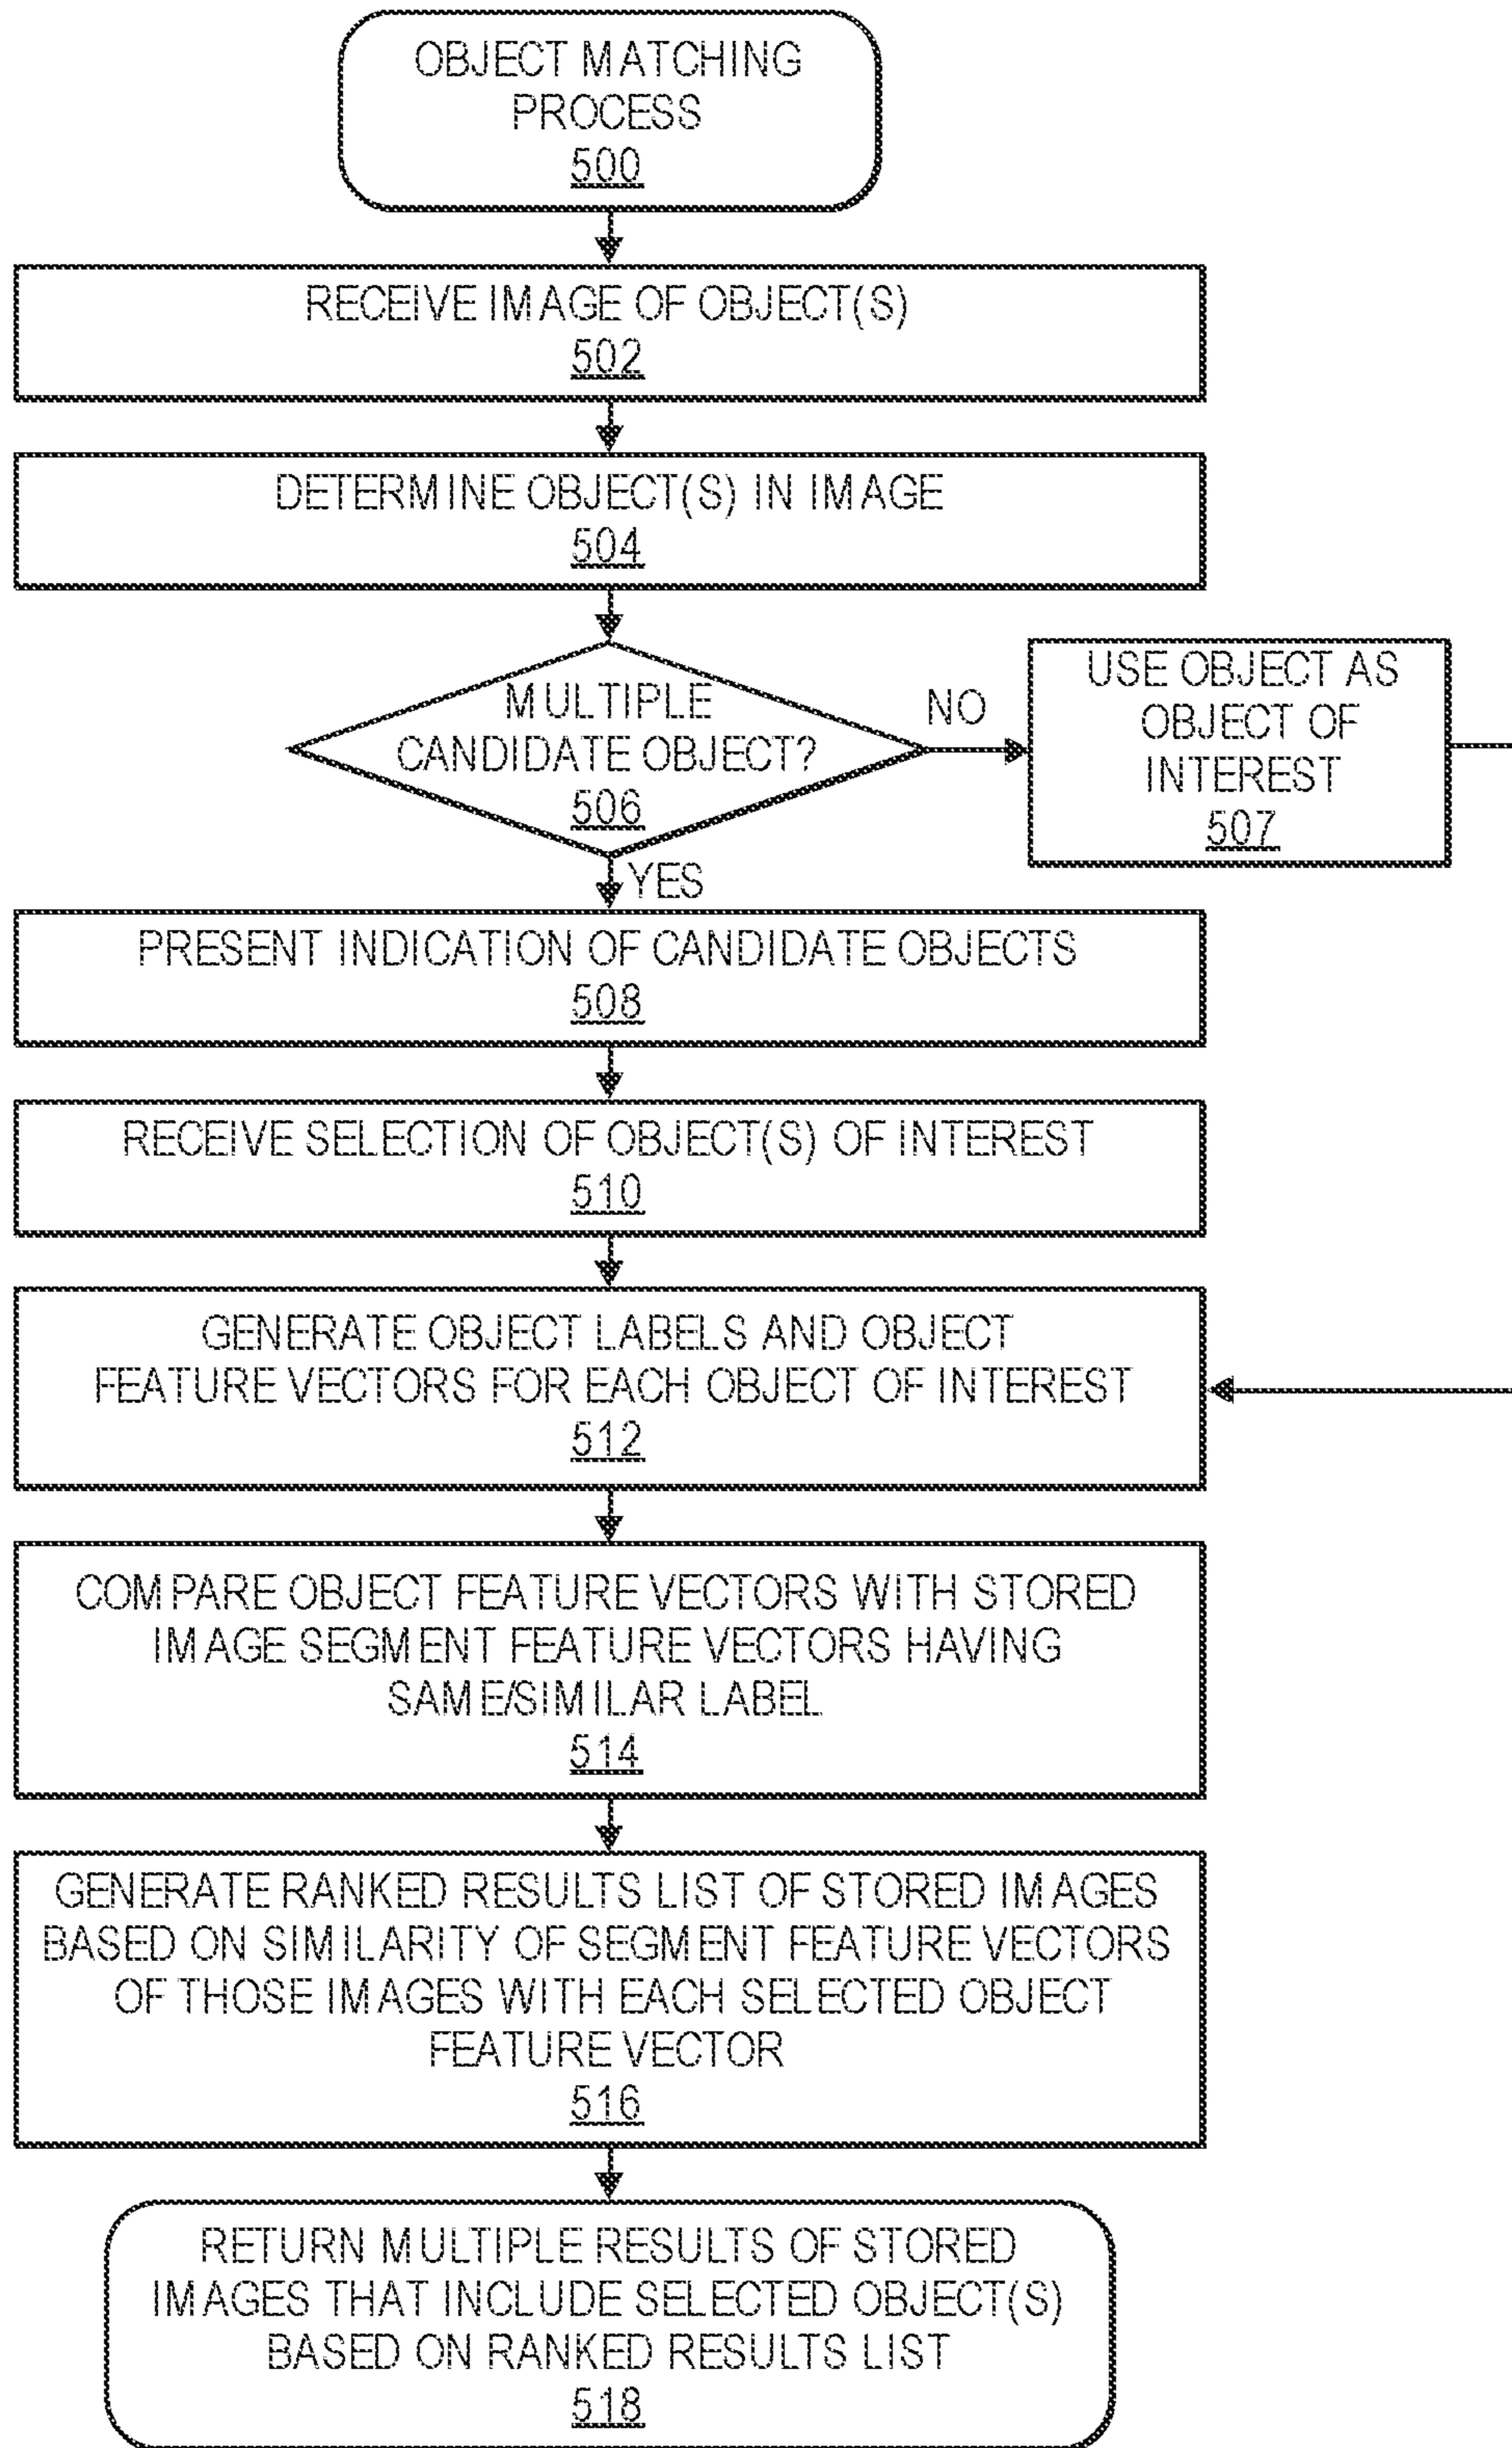 OBJECT MATCHING
PROCESS
500
RECEIVE IMAGE OF OBJECT(S)
502
DETERMINE OBJECT(S) IN IMAGE
504
MULTIPLE
CANDIDATE OBJECT?
506
NO
USE OBJECT AS
OBJECT OF
INTEREST
507
YES
PRESENT INDICATION OF CANDIDATE OBJECTS
508
RECEIVE SELECTION OF OBJECT(S) OF INTEREST
510
GENERATE OBJECT LABELS AND OBJECT
FEATURE VECTORS FOR EACH OBJECT OF INTEREST
512
COMPARE OBJECT FEATURE VECTORS WITH STORED
IMAGE SEGMENT FEATURE VECTORS HAVING
SAME/SIMILAR LABEL
514
GENERATE RANKED RESULTS LIST OF STORED IMAGES
BASED ON SIMILARITY OF SEGMENT FEATURE VECTORS
OF THOSE IMAGES WITH EACH SELECTED OBJECT
FEATURE VECTOR
516
RETURN MULTIPLE RESULTS OF STORED
IMAGES THAT INCLUDE SELECTED OBJECT(S)
BASED ON RANKED RESULTS LIST
518